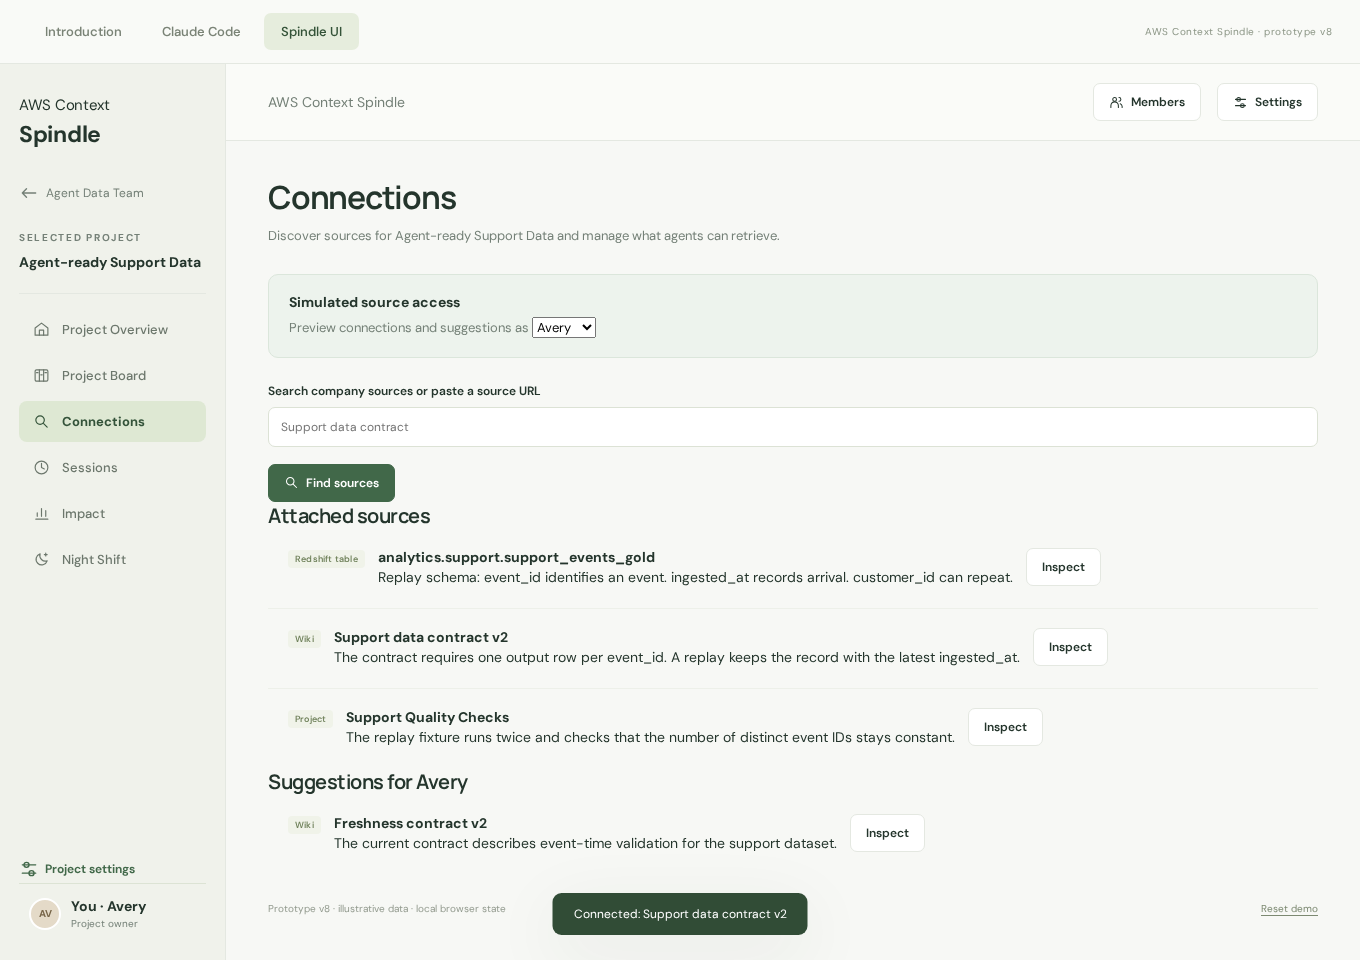 Introduction
Claude Code
Spindle UI
AWS Context Spindle · prototype v8
AWS Context
Spindle
Agent Data Team
SELECTED PROJECT
Agent-ready Support Data
Project Overview
Project Board
Connections
Sessions
Impact
Night Shift
Project settings
AV
You · Avery
Project owner
AWS Context Spindle
Members
Settings
Connections
Discover sources for Agent-ready Support Data and manage what agents can retrieve.
Simulated source access
Preview connections and suggestions as Avery
Search company sources or paste a source URL
Support data contract
Find sources
Attached sources
Redshift table
analytics.support.support_events_gold
Replay schema: event_id identifies an event. ingested_at records arrival. customer_id can repeat.
Inspect
Wiki
Support data contract v2
The contract requires one output row per event_id. A replay keeps the record with the latest ingested_at.
Inspect
Project
Support Quality Checks
The replay fixture runs twice and checks that the number of distinct event IDs stays constant.
Inspect
Suggestions for Avery
Wiki
Freshness contract v2
The current contract describes event-time validation for the support dataset.
Inspect
Prototype v8 · illustrative data · local browser state
Connected: Support data contract v2
Reset demo